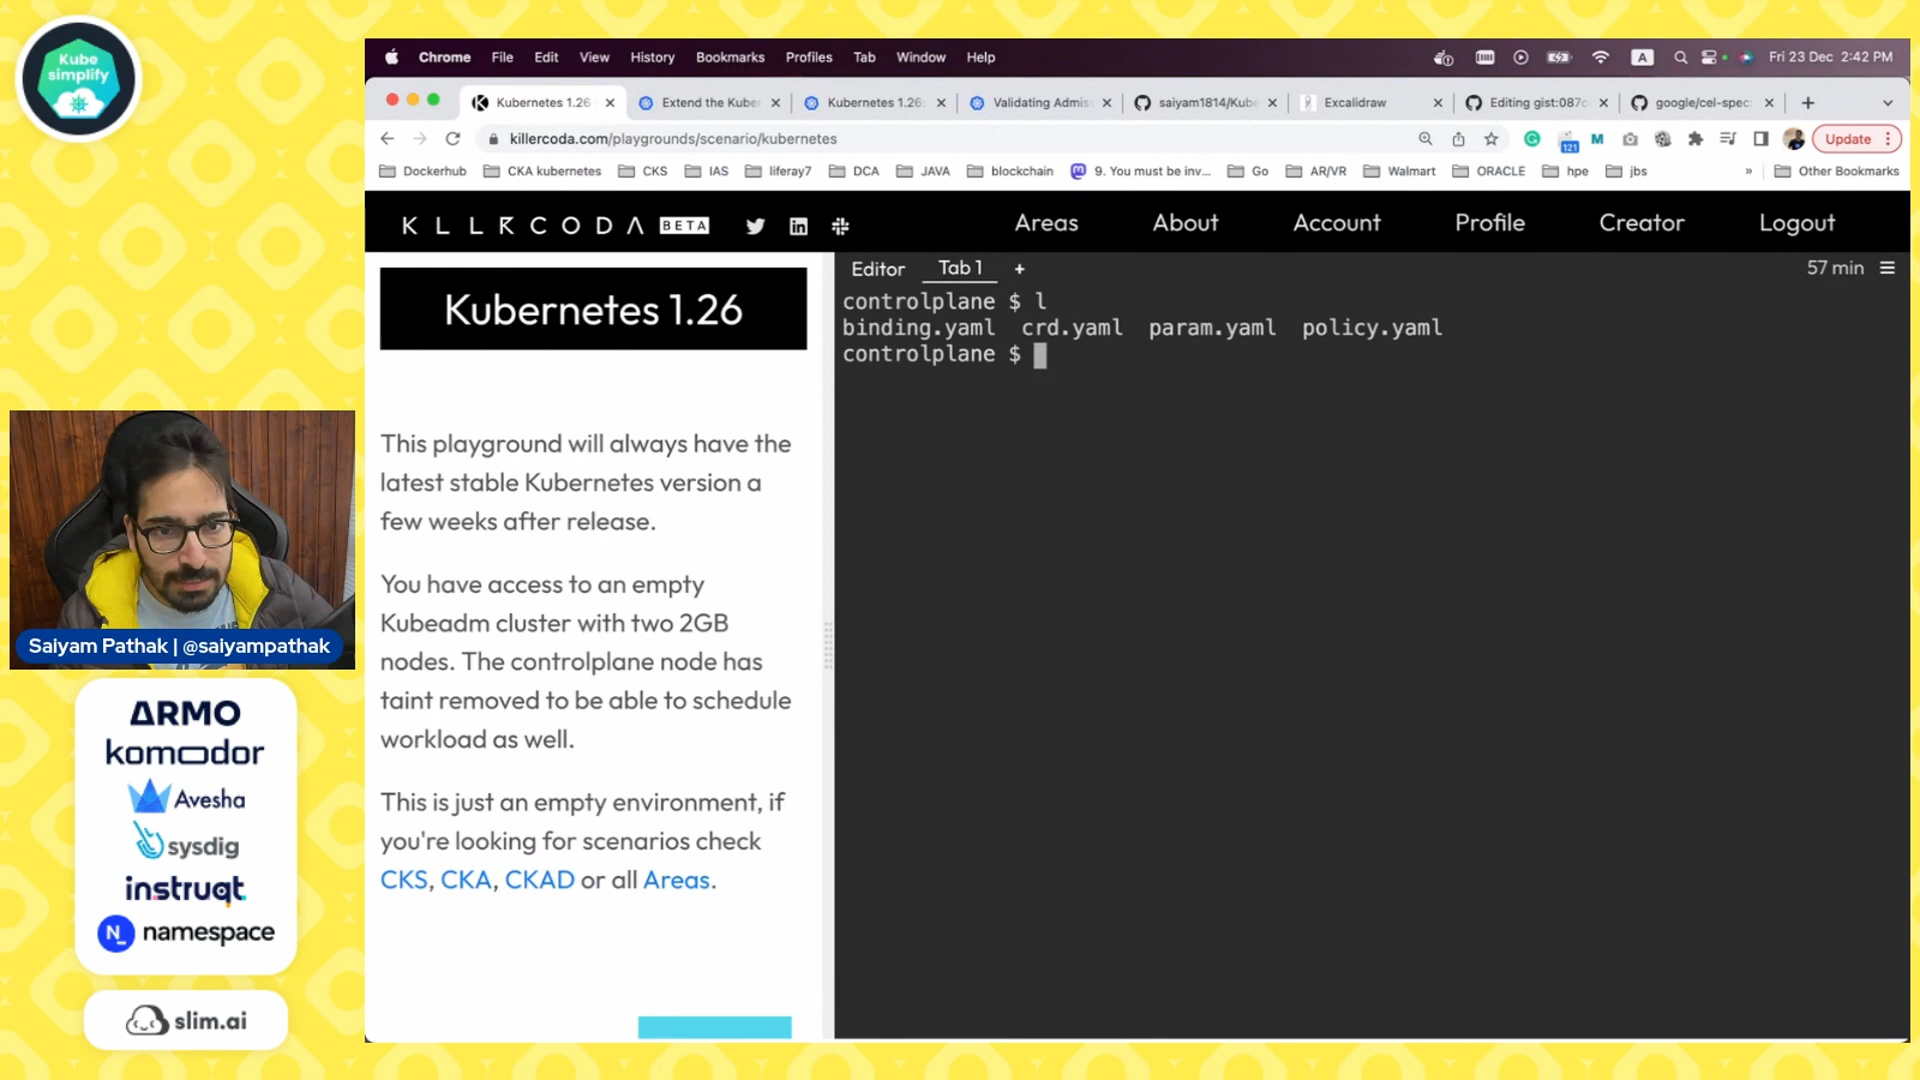 Kube
simplify
Chrome File Edit View History Bookmarks Profiles Tab Window Help
A
Fri 23 Dec 2:42 PM
Kubernetes 1.26
Extend the Kuber
Kubernetes 1.26:
Validating Admis
saiyam1814/Kube
Excalidraw
Editing gist:087c
google/cel-spec:
killercoda.com/playgrounds/scenario/kubernetes
121
M
Update
Dockerhub
CKA kubernetes
CKS
IAS
liferay7
DCA
JAVA
blockchain
9. You must be inv...
Go
AR/VR
Walmart
ORACLE
hpe
jbs
»
Other Bookmarks
KLLRCODA BETA
Areas
About
Account
Profile
Creator
Logout
Editor
Tab 1
+
57 min
Kubernetes 1.26
This playground will always have the
latest stable Kubernetes version a
few weeks after release.
You have access to an empty
Kubeadm cluster with two 2GB
nodes. The controlplane node has
taint removed to be able to schedule
workload as well.
This is just an empty environment, if
you're looking for scenarios check
CKS, CKA, CKAD or all Areas.
controlplane $ l
binding.yaml crd.yaml param.yaml policy.yaml
controlplane $
Saiyam Pathak | @saiyampathak
ARMO
komodor
Avesha
sysdig
instruqt
N_ namespace
slim.ai